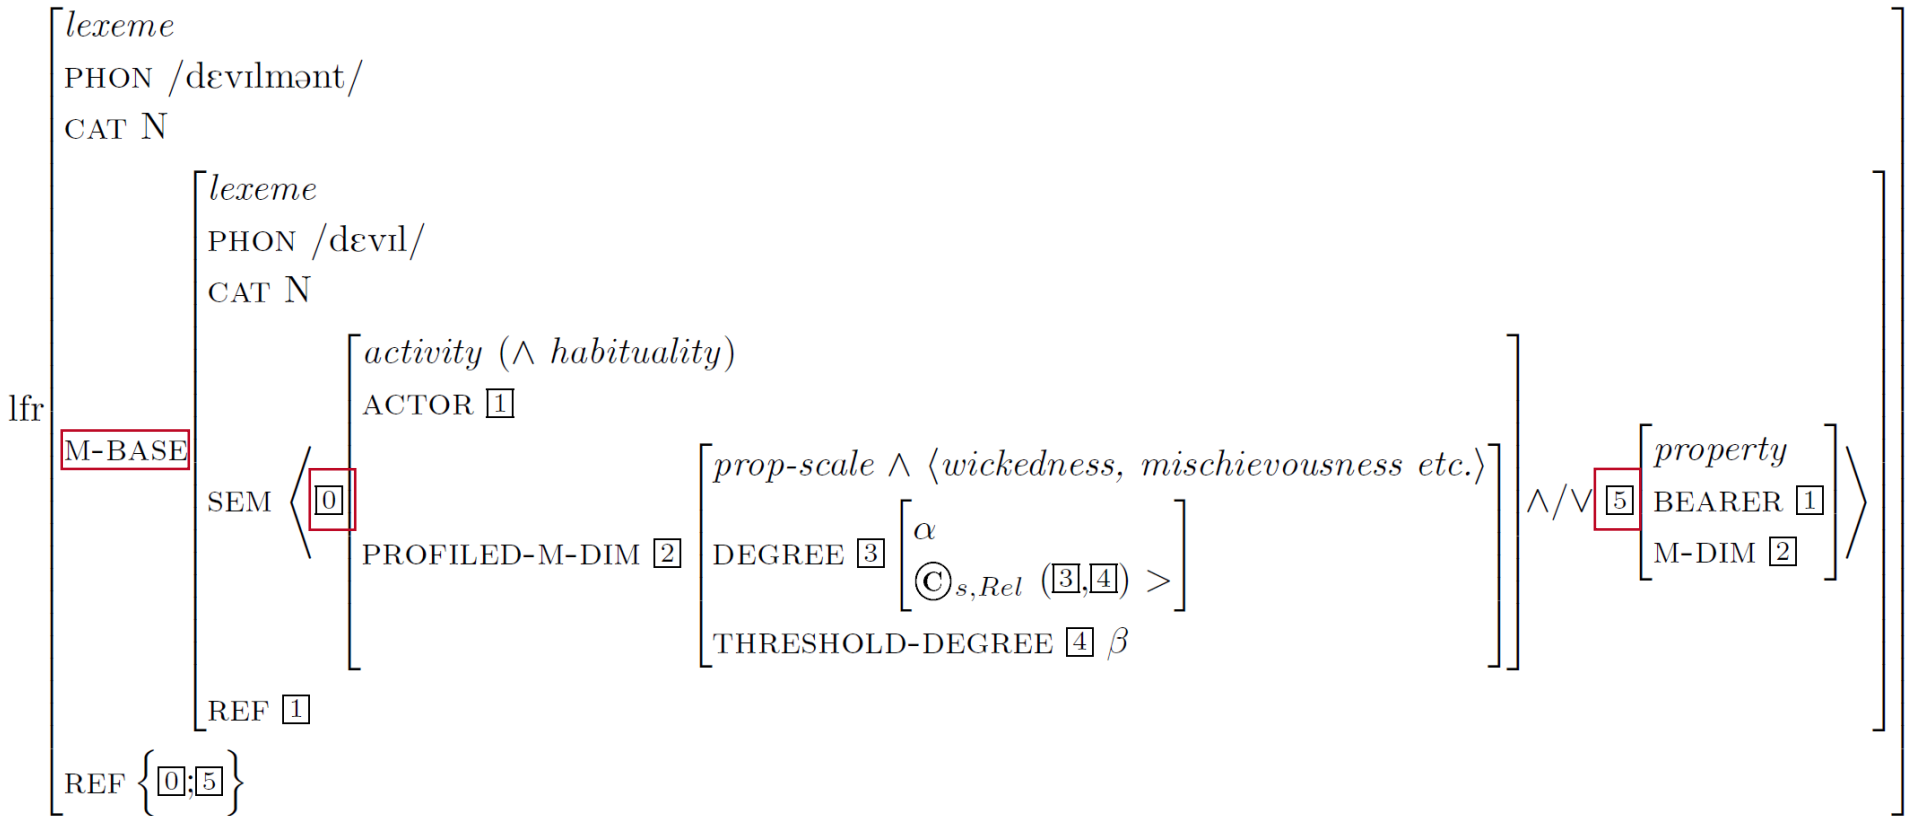 lexeme
PHON /dɛvɪlmənt/
CAT N
lexeme
PHON /dɛvɪl/
CAT N
activity (∧ habituality)
ACTOR 1
lfr
M-BASE
prop-scale ∧ ⟨wickedness, mischievousness etc.⟩
property
SEM ⟨ 0
∧/∨ 5
BEARER 1 ⟩
α
PROFILED-M-DIM 2
DEGREE 3
M-DIM 2
©s,Rel (3,4) >
THRESHOLD-DEGREE 4 β
REF 1
REF {0;5}